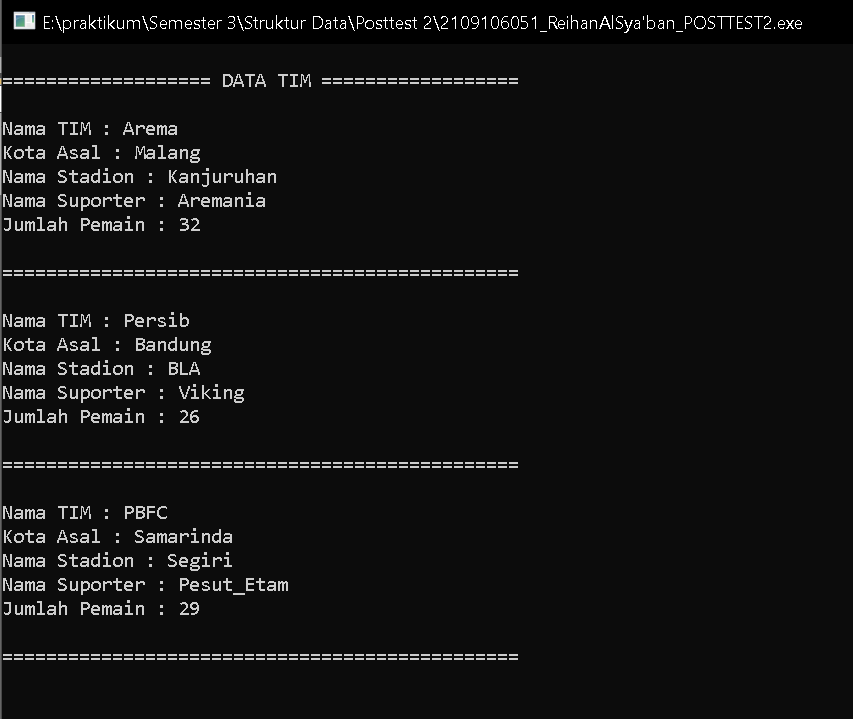 E:\praktikum\Semester 3\Struktur Data\Posttest 2\2109106051_ReihanAlSya'ban_POSTTEST2.exe
=================== DATA TIM ==================
Nama TIM : Arema
Kota Asal : Malang
Nama Stadion : Kanjuruhan
Nama Suporter : Aremania
Jumlah Pemain : 32
===============================================
Nama TIM : Persib
Kota Asal : Bandung
Nama Stadion : BLA
Nama Suporter : Viking
Jumlah Pemain : 26
===============================================
Nama TIM : PBFC
Kota Asal : Samarinda
Nama Stadion : Segiri
Nama Suporter : Pesut_Etam
Jumlah Pemain : 29
===============================================